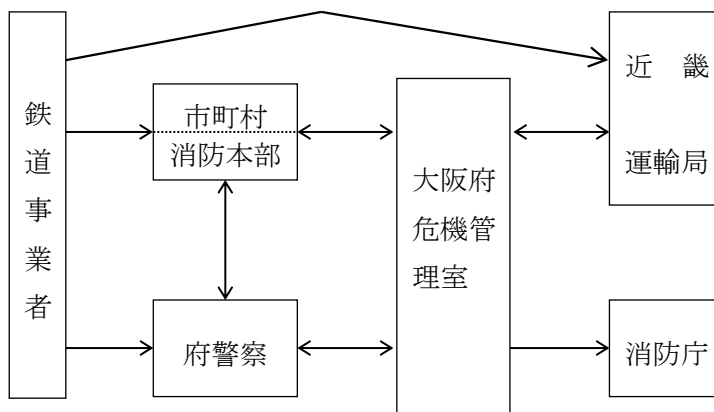 鉄道事業者
市町村
消防本部
府警察
大阪府
危機管
理室
近　畿
運輸局
消防庁